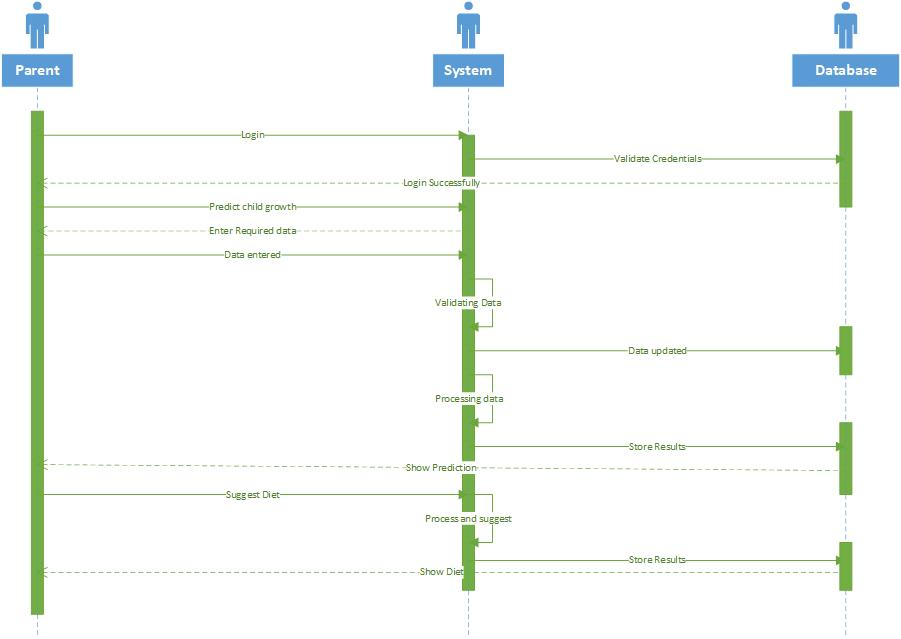 Parent
System
Database
Login
Validate Credentials
Login Successfully
Predict child growth
Enter Required data
Data entered
Validating Data
Data updated
Processing data
Store Results
Show Prediction
Suggest Diet
Process and suggest
Store Results
Show Diet